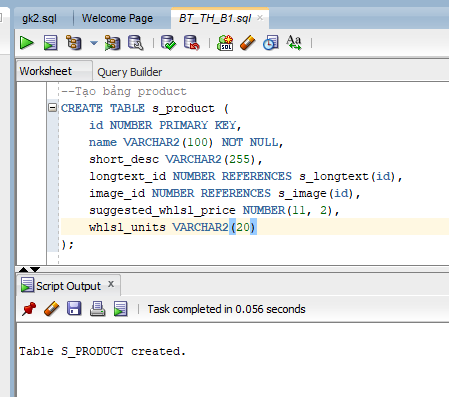 gk2.sql
Welcome Page
BT_TH_B1.sql
Worksheet
Query Builder
--Tạo bảng product
CREATE TABLE s_product (
id NUMBER PRIMARY KEY,
name VARCHAR2(100) NOT NULL,
short_desc VARCHAR2(255),
longtext_id NUMBER REFERENCES s_longtext(id),
image_id NUMBER REFERENCES s_image(id),
suggested_whlsl_price NUMBER(11, 2),
whlsl_units VARCHAR2(20)
);
Script Output
Task completed in 0.056 seconds
Table S_PRODUCT created.